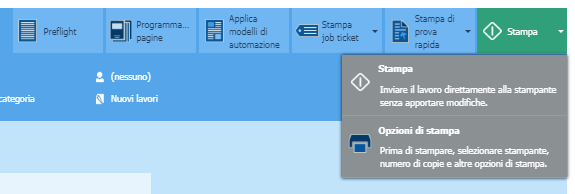 Preflight
Programma...
pagine
Applica
modelli di
automazione
Stampa
job ticket
Stampa di
prova
rapida
Stampa
(nessuno)
categoria
Nuovi lavori
Stampa
Inviare il lavoro direttamente alla stampante
senza apportare modifiche.
Opzioni di stampa
Prima di stampare, selezionare stampante,
numero di copie e altre opzioni di stampa.